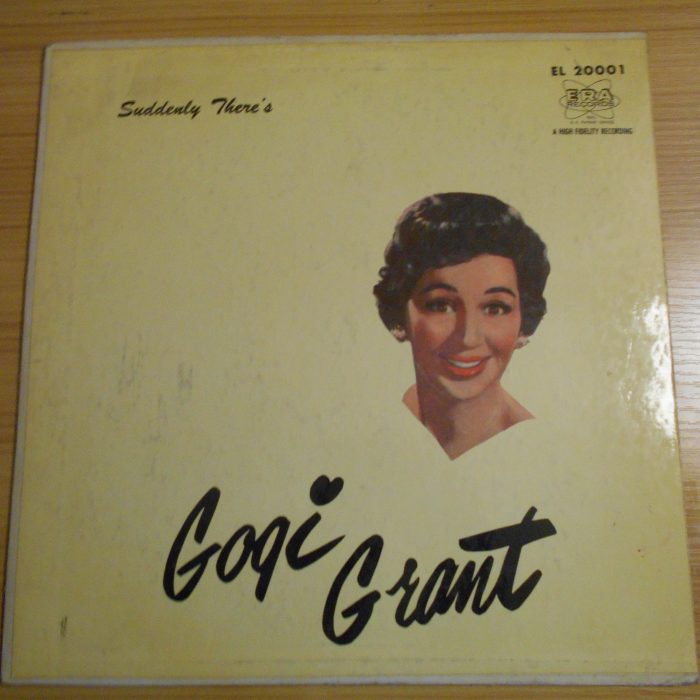 Suddenly There's
EL 20001
ERA
RECORDS
A HIGH FIDELITY RECORDING
Gogi
Grant